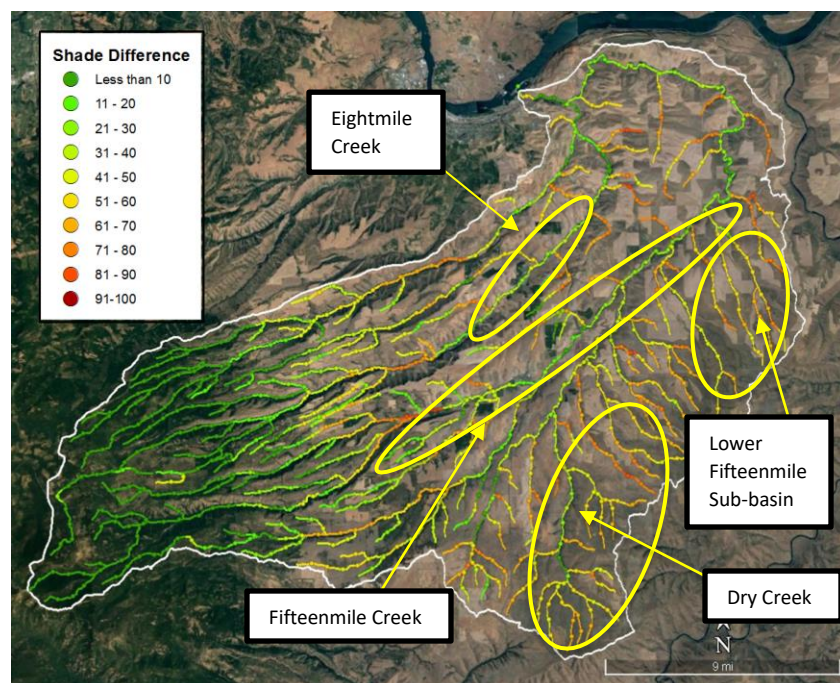 Shade Difference
Less than 10
11 - 20
21 - 30
31 - 40
41 - 50
51 - 60
61 - 70
71 - 80
81 - 90
91-100
Eightmile
Creek
Lower
Fifteenmile
Sub-basin
Fifteenmile Creek
Dry Creek
N
9 mi